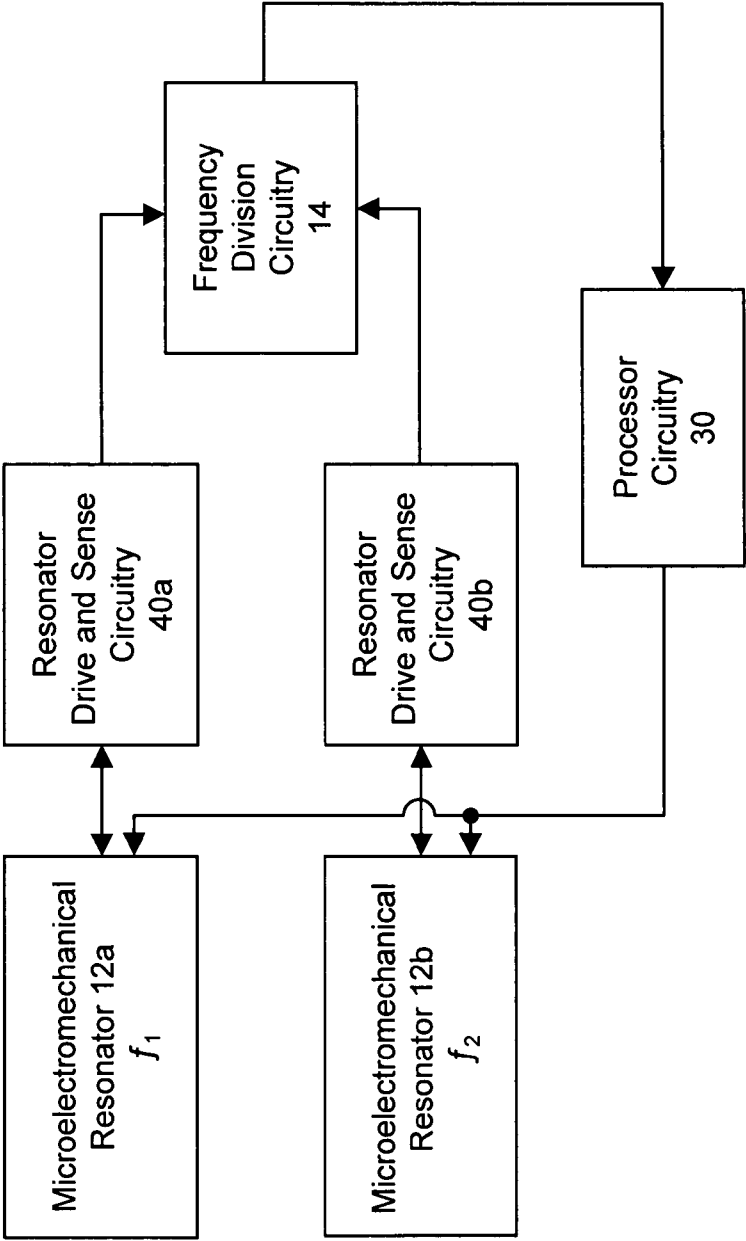 Microelectromechanical
Resonator 12a
f1
Resonator
Drive and Sense
Circuitry
40a
Frequency
Division
Circuitry
14
Microelectromechanical
Resonator 12b
f2
Resonator
Drive and Sense
Circuitry
40b
Processor
Circuitry
30